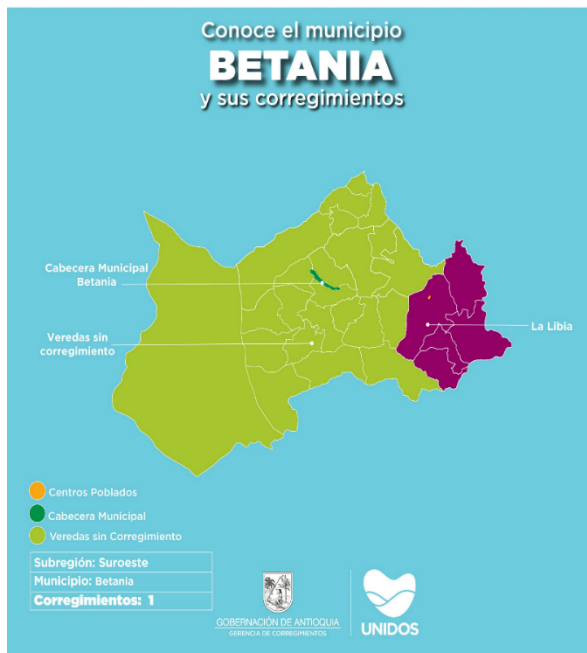 Conoce el municipio
BETANIA
y sus corregimientos
Cabecera Municipal
Betania
Veredas sin
corregimiento
La Libia
Centros Poblados
Cabecera Municipal
Veredas sin Corregimiento
Subregión: Suroeste
Municipio: Betania
Corregimientos: 1
GOBERNACIÓN DE ANTIOQUIA
GERENCIA DE CORREGIMIENTOS
UNIDOS